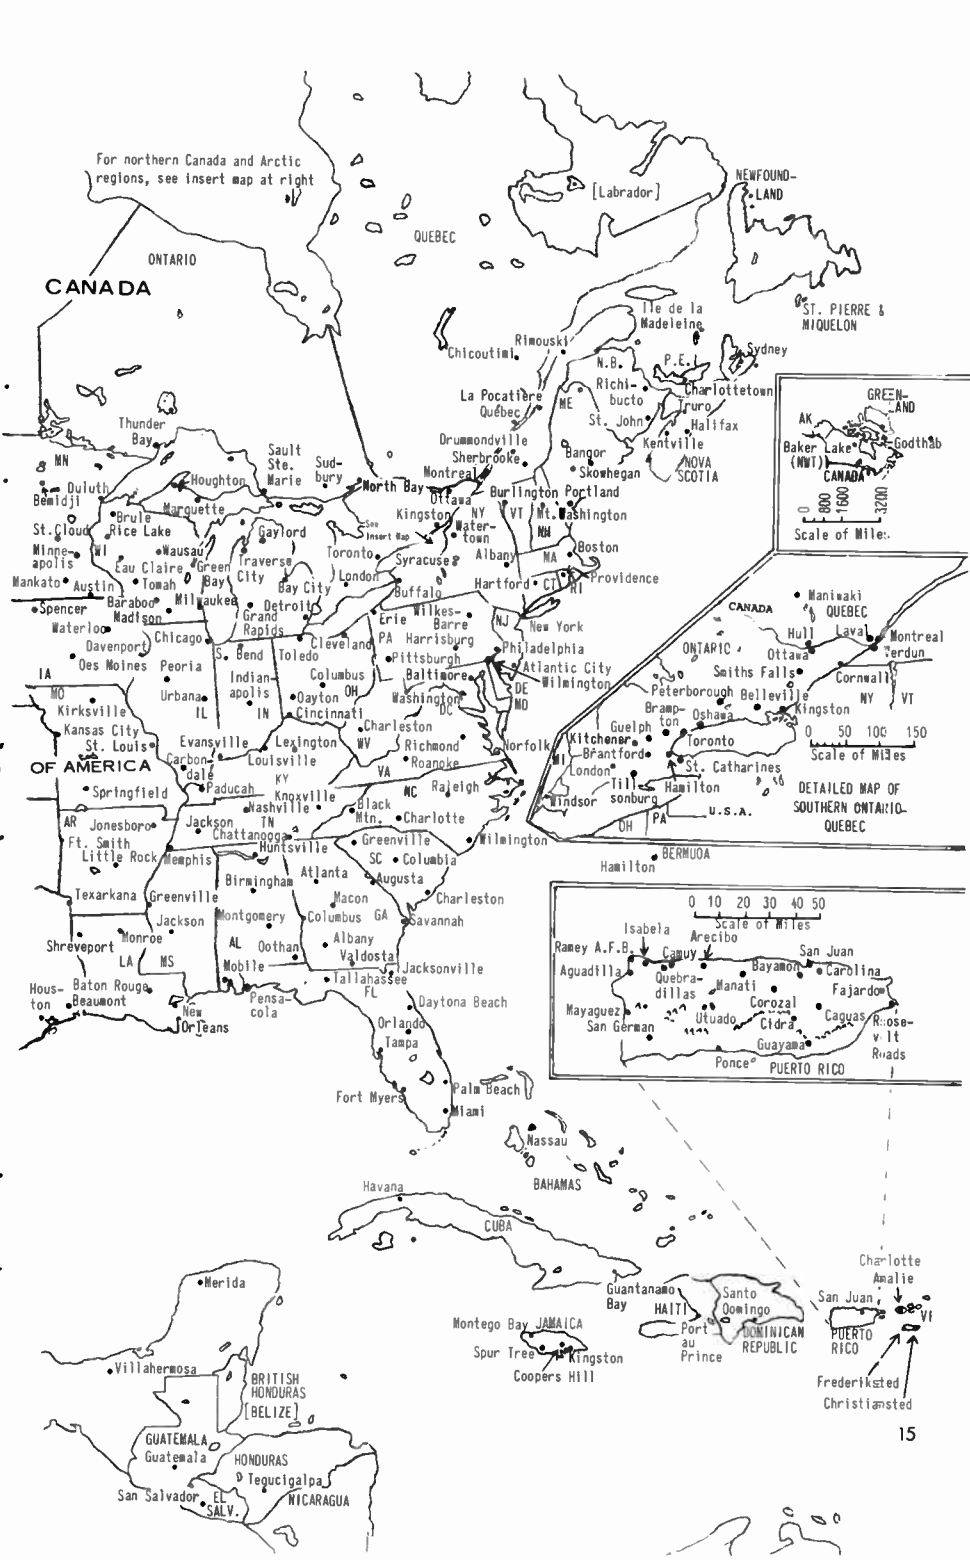 For northern Canada and Arctic
regions, see insert map at right
[Labrador]
NEWFOUND-
LAND
QUEBEC
ONTARIO
CANADA
ST. PIERRE &
MIQUELON
Ile de la
Madeleine
Chicoutimi
Rimouski
N.B.
P.E.I.
Sydney
La Pocatière
Québec
ME
Richi-
bucto
Charlottetown
Truro
St. John
Halifax
Kentville
NOVA
SCOTIA
Thunder
Bay
Drummondville
Sherbrooke
Bangor
Skowhegan
Sault
Ste.
Marie
Sud-
bury
Montreal
MN
Houghton
North Bay
Ottawa
Burlington
Portland
Duluth
Bemidji
Marquette
Kingston
NY
VT
Mt. Washington
NH
Brule
St. Cloud
Rice Lake
Gaylord
See
Insert Map
Water-
town
Minne-
apolis
WI
Wausau
Traverse
City
Toronto
Syracuse
Albany
MA
Boston
Eau Claire
Green
Bay
Mankato
Austin
Tomah
Bay City
London
Buffalo
Hartford
CT
RI
Providence
Spencer
Baraboo
Madison
Milwaukee
Grand
Rapids
Detroit
Erie
Wilkes-
Barre
NJ
New York
Waterloo
Davenport
Chicago
Cleveland
PA
Harrisburg
Philadelphia
S. Bend
Toledo
Pittsburgh
Atlantic City
IA
Des Moines
Peoria
Indian-
apolis
Columbus
OH
Baltimore
Wilmington
MO
Urbana
Dayton
Washington
DC
DE
MD
Kirksville
IL
IN
Cincinnati
Charleston
Kansas City
St. Louis
Evansville
Lexington
WV
Richmond
Norfolk
OF AMERICA
Carbon-
dale
Louisville
Roanoke
KY
VA
Springfield
Paducah
Knoxville
NC
Raleigh
Nashville
Black
Mtn.
AR
Jonesboro
Jackson
TN
Charlotte
Ft. Smith
Chattanooga
Greenville
Wilmington
Little Rock
Memphis
Huntsville
SC
Columbia
Birmingham
Atlanta
Augusta
Texarkana
Greenville
Macon
Charleston
Jackson
Montgomery
Columbus
GA
Savannah
Shreveport
Monroe
AL
Dothan
Albany
LA
MS
Valdosta
Mobile
Tallahassee
Jacksonville
Hous-
ton
Baton Rouge
Beaumont
Pensa-
cola
FL
Daytona Beach
New
Orleans
Orlando
Tampa
Fort Myers
Palm Beach
Miami
Nassau
BAHAMAS
Havana
CUBA
Guantanamo
Bay
HAITI
Santo
Domingo
Port
au
Prince
DOMINICAN
REPUBLIC
Montego Bay
JAMAICA
Spur Tree
Kingston
Coopers Hill
San Juan
PUERTO
RICO
Charlotte
Amalie
VI
Frederiksted
Christiansted
Merida
Villahermosa
BRITISH
HONDURAS
[BELIZE]
GUATEMALA
Guatemala
HONDURAS
Tegucigalpa
San Salvador
EL
SALV.
NICARAGUA
GREEN-
LAND
AK
Godthåb
Baker Lake
(NWT)
CANADA
0
800
1600
3200
Scale of Miles
Maniwaki
CANADA
QUEBEC
Hull
Laval
Montreal
ONTARIO
Ottawa
Verdun
Smiths Falls
Cornwall
Peterborough
Belleville
NY
VT
Bramp-
ton
Kingston
Guelph
Oshawa
Kitchener
Toronto
0 50 100 150
Scale of Miles
MI
Brantford
London
St. Catharines
Till-
sonburg
Hamilton
Windsor
OH
PA
U.S.A.
DETAILED MAP OF
SOUTHERN ONTARIO-
QUEBEC
BERMUDA
Hamilton
0 10 20 30 40 50
Scale of Miles
Isabela
Arecibo
Ramey A.F.B.
Camuy
San Juan
Aguadilla
Quebra-
dillas
Bayamon
Carolina
Manati
Fajardo
Mayaguez
Corozal
San German
Utuado
Cidra
Caguas
Roose-
velt
Roads
Guayama
Ponce
PUERTO RICO
15